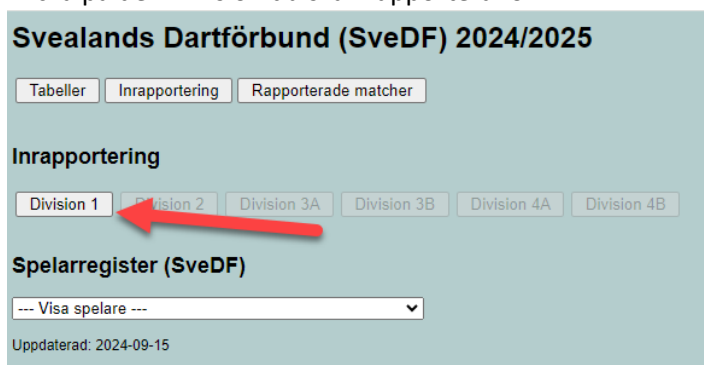 Svealands Dartförbund (SveDF) 2024/2025
Tabeller Inrapportering Rapporterade matcher
Inrapportering
Division 1 Division 2 Division 3A Division 3B Division 4A Division 4B
Spelarregister (SveDF)
--- Visa spelare ---
Uppdaterad: 2024-09-15